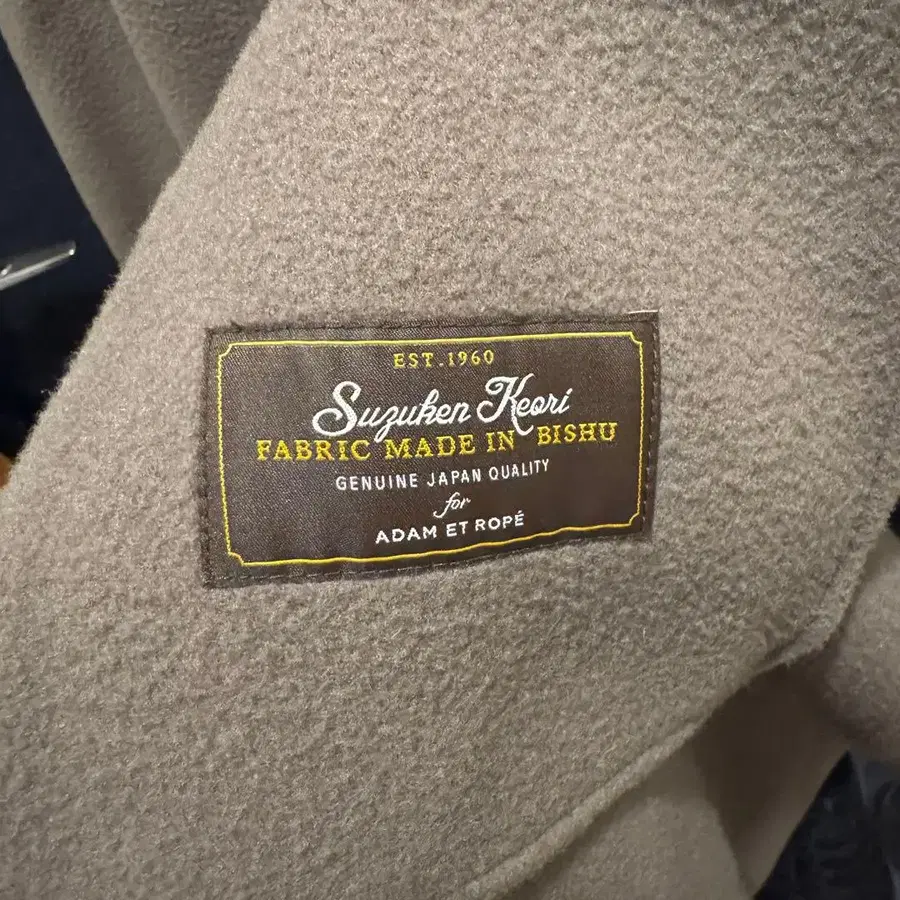 EST.1960
Suzuken Keori
FABRIC MADE IN BISHU
GENUINE JAPAN QUALITY
for
ADAM ET ROPÉ